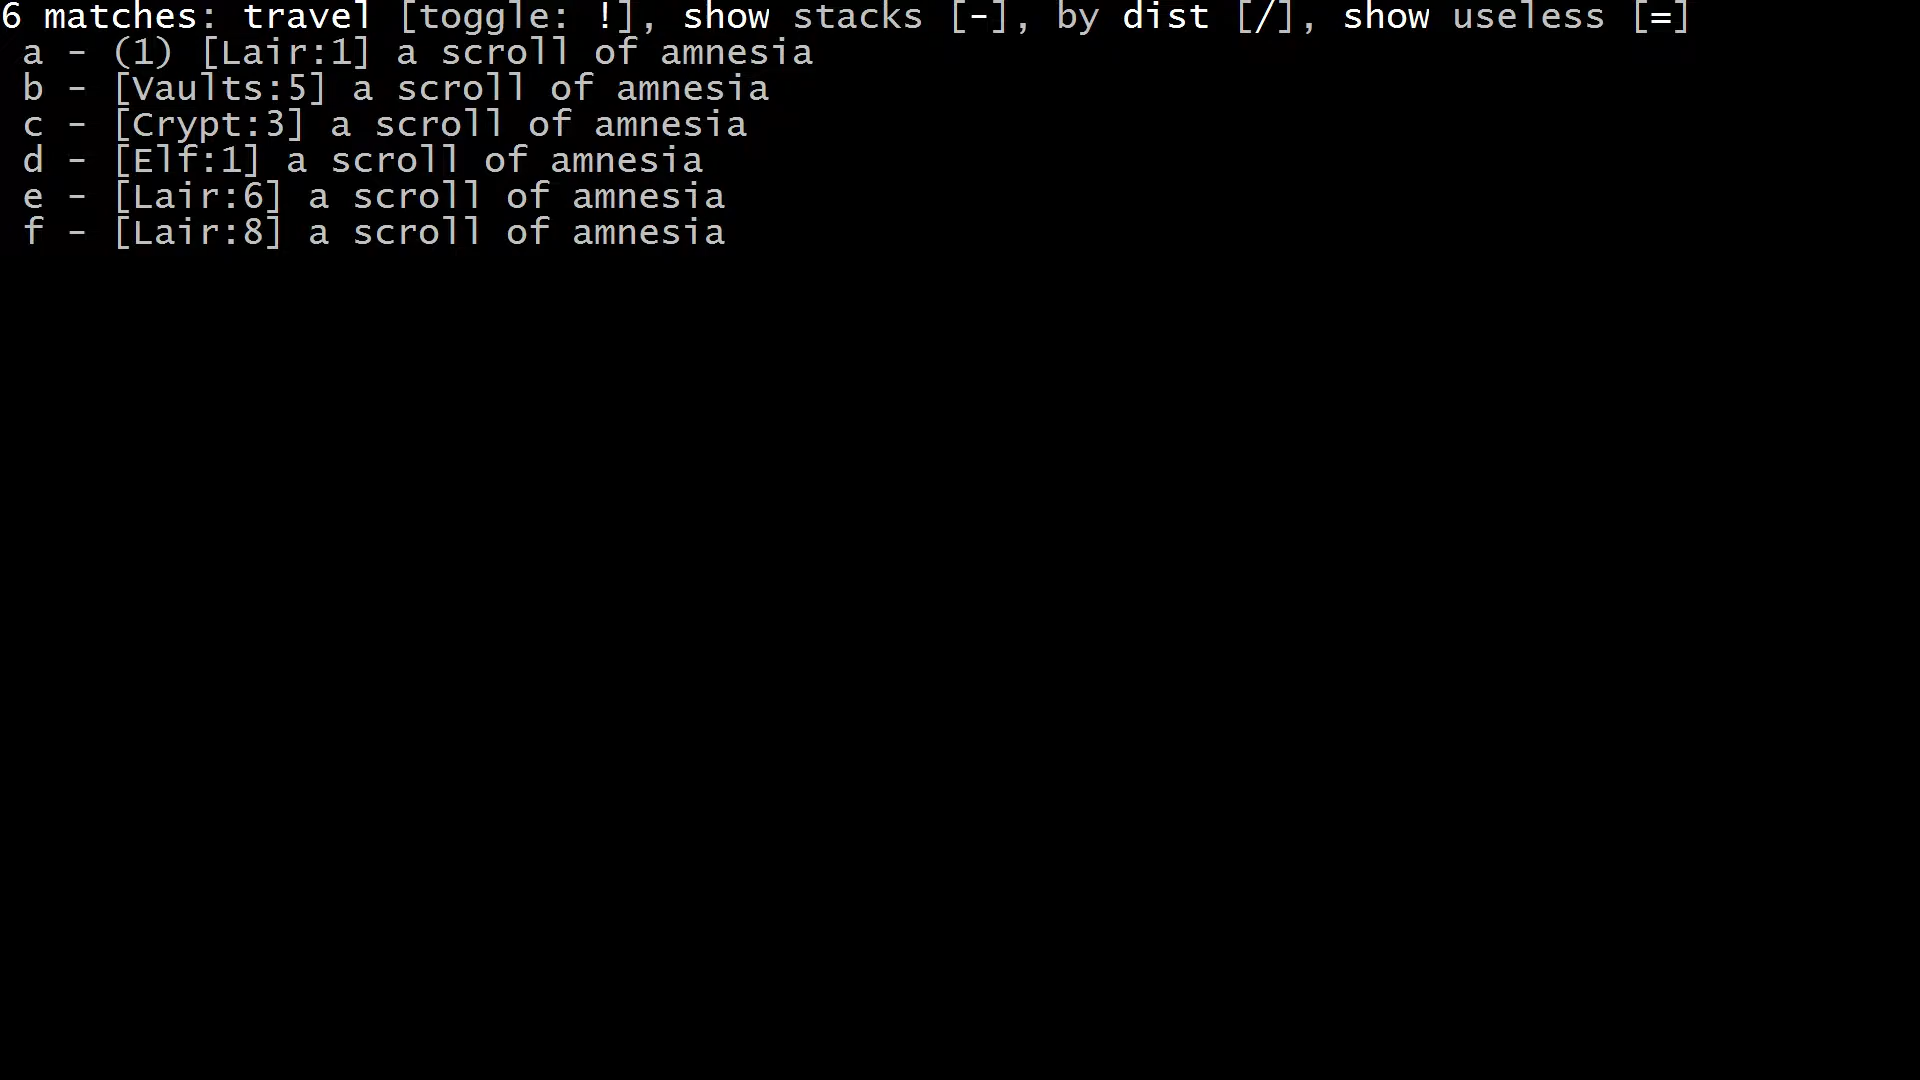 6 matches: travel [toggle: !], show stacks [-], by dist [/], show useless [=]
a - (1) [Lair:1] a scroll of amnesia
b - [Vaults:5] a scroll of amnesia
c - [Crypt:3] a scroll of amnesia
d - [Elf:1] a scroll of amnesia
e - [Lair:6] a scroll of amnesia
f - [Lair:8] a scroll of amnesia